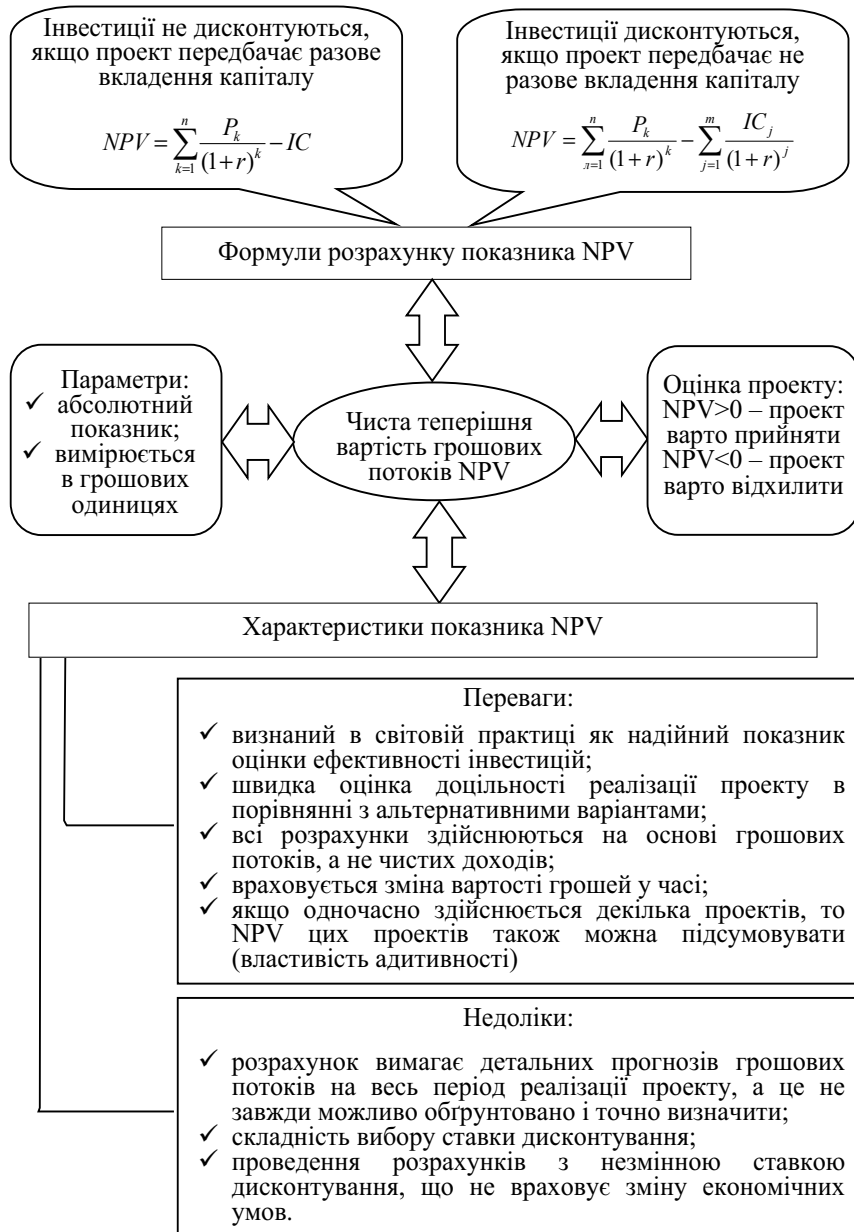 Інвестиції не дисконтуються,
якщо проект передбачає разове
вкладення капіталу
NPV = \sum_{k=1}^{n} \frac{P_k}{(1+r)^k} - IC
Інвестиції дисконтуються,
якщо проект передбачає не
разове вкладення капіталу
NPV = \sum_{л=1}^{n} \frac{P_k}{(1+r)^k} - \sum_{j=1}^{m} \frac{IC_j}{(1+r)^j}
Формули розрахунку показника NPV
Параметри:
✓ абсолютний
показник;
✓ вимірюється
в грошових
одиницях
Чиста теперішня
вартість грошових
потоків NPV
Оцінка проекту:
NPV>0 – проект
варто прийняти
NPV<0 – проект
варто відхилити
Характеристики показника NPV
Переваги:
✓ визнаний в світовій практиці як надійний показник
оцінки ефективності інвестицій;
✓ швидка оцінка доцільності реалізації проекту в
порівнянні з альтернативними варіантами;
✓ всі розрахунки здійснюються на основі грошових
потоків, а не чистих доходів;
✓ враховується зміна вартості грошей у часі;
✓ якщо одночасно здійснюється декілька проектів, то
NPV цих проектів також можна підсумовувати
(властивість адитивності)
Недоліки:
✓ розрахунок вимагає детальних прогнозів грошових
потоків на весь період реалізації проекту, а це не
завжди можливо обґрунтовано і точно визначити;
✓ складність вибору ставки дисконтування;
✓ проведення розрахунків з незмінною ставкою
дисконтування, що не враховує зміну економічних
умов.